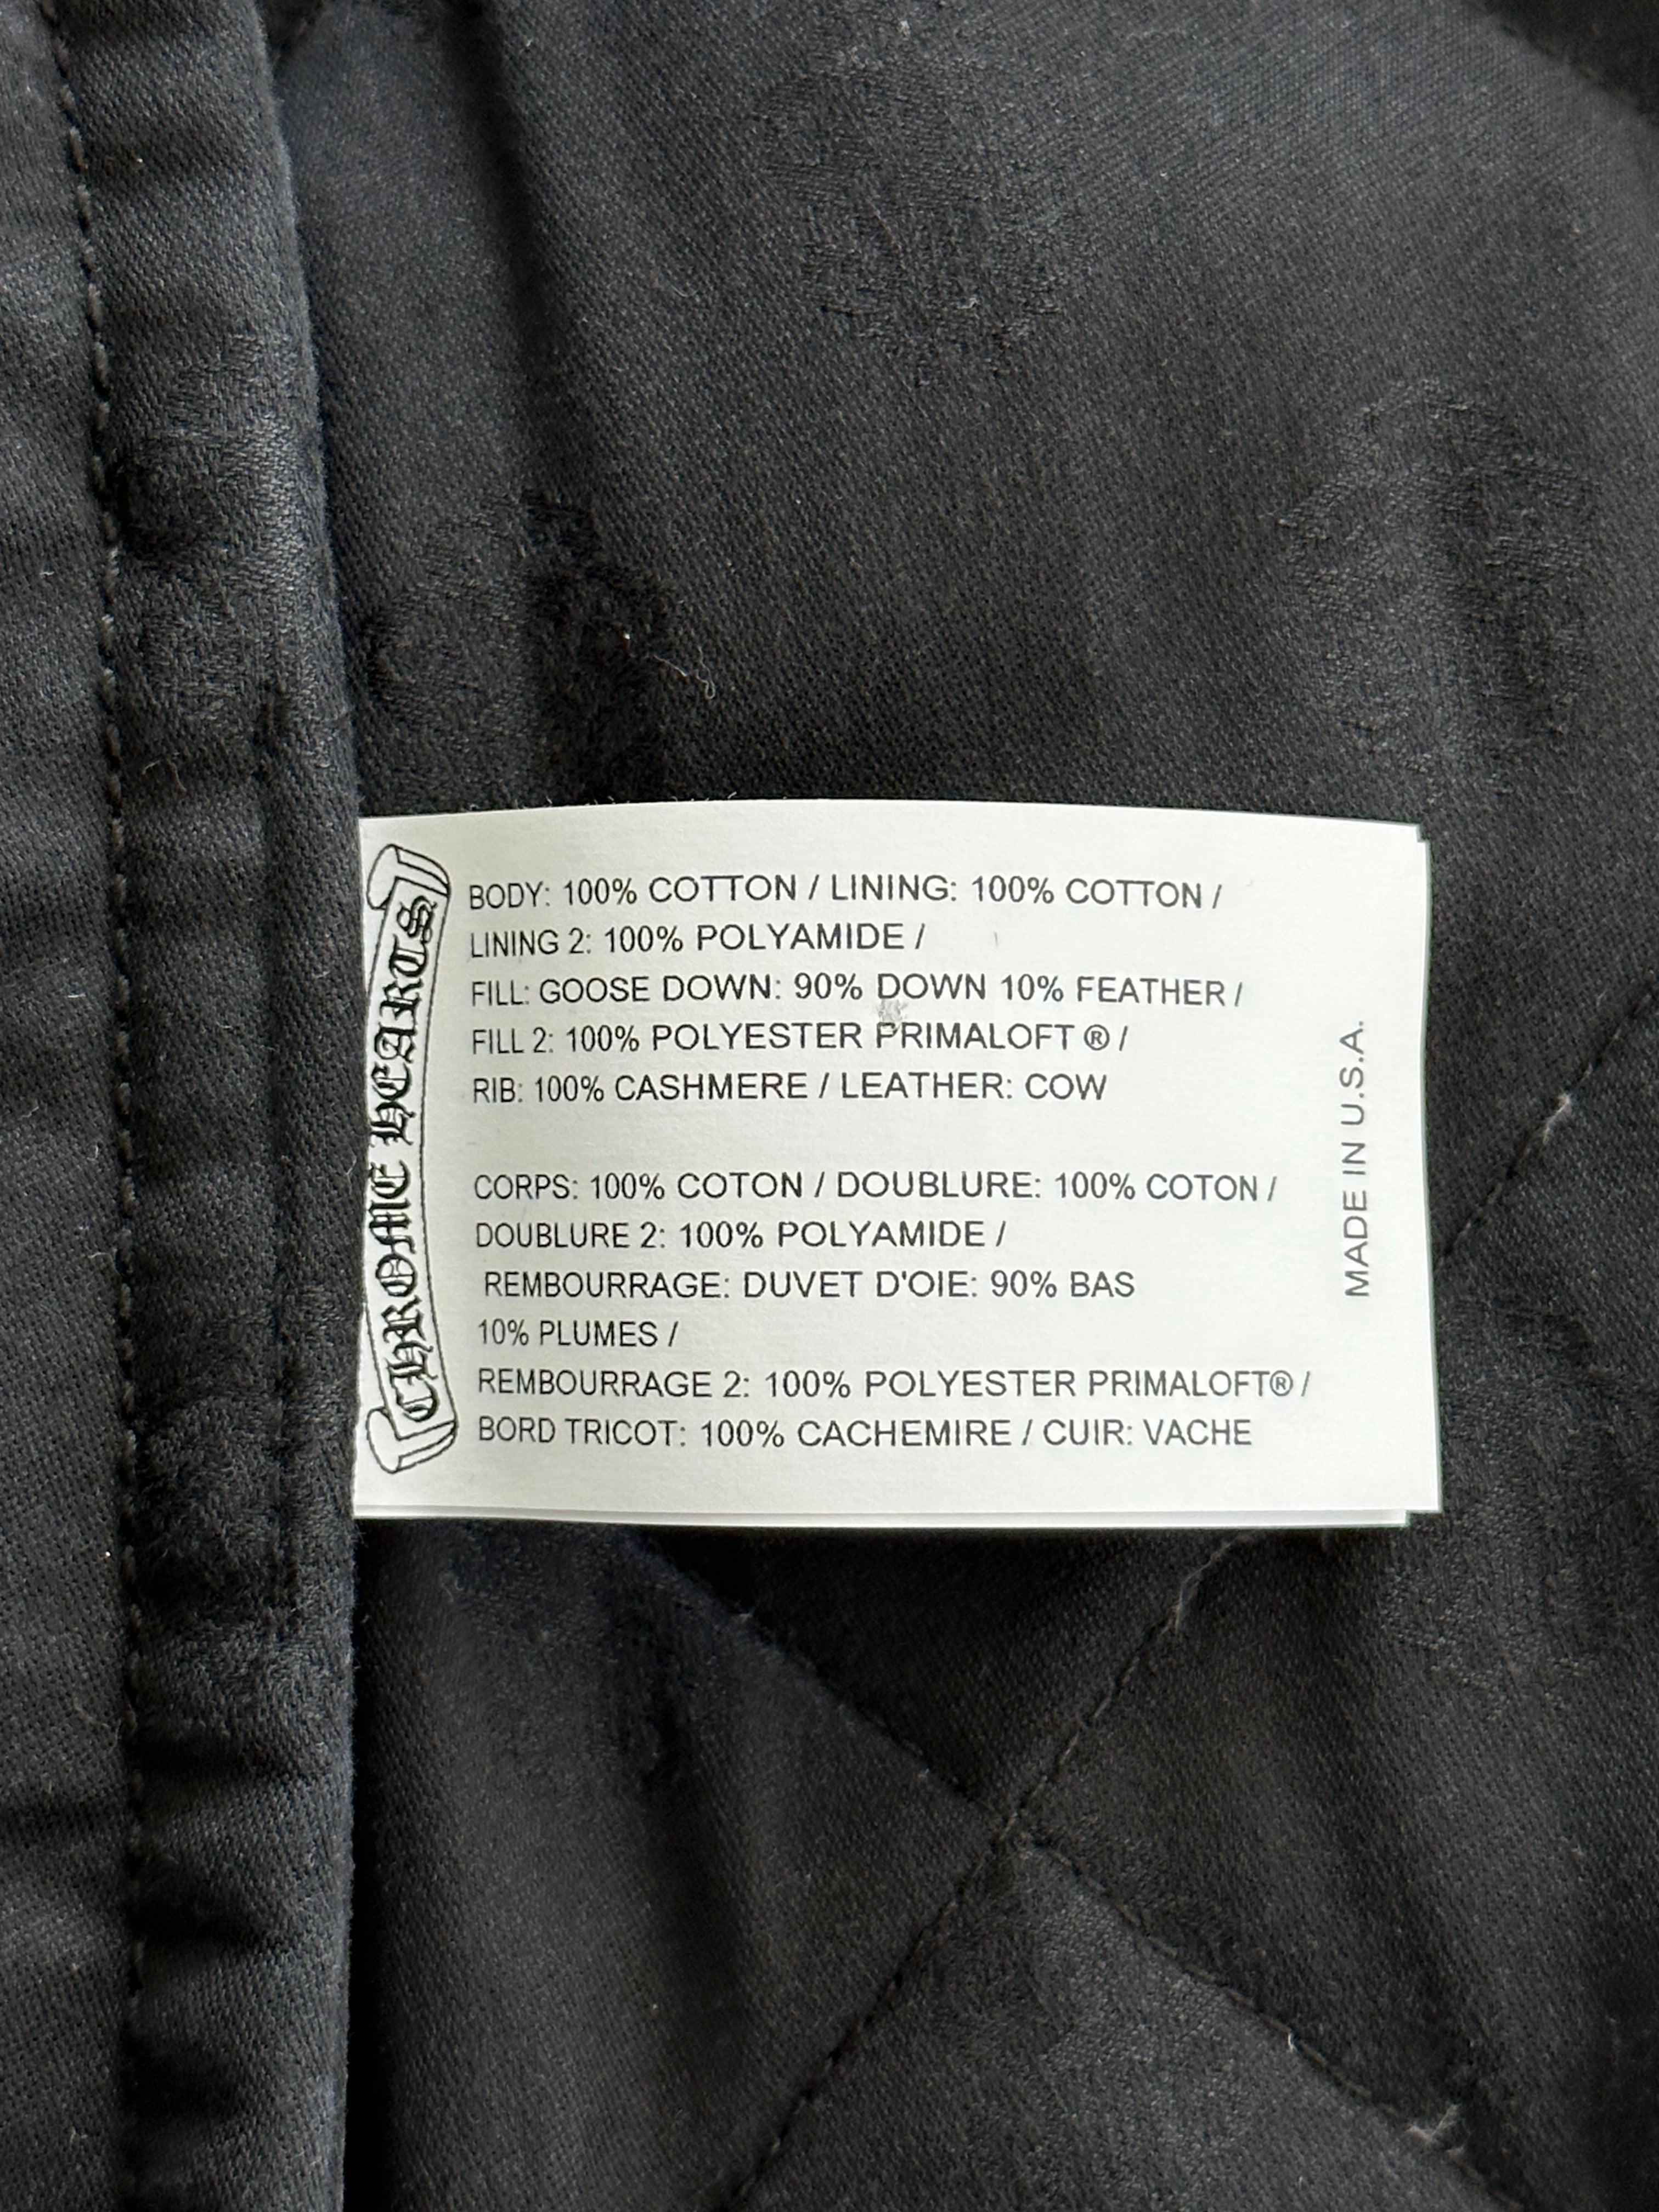 CHROME HEARTS
BODY: 100% COTTON / LINING: 100% COTTON /
LINING 2: 100% POLYAMIDE /
FILL: GOOSE DOWN: 90% DOWN 10% FEATHER /
FILL 2: 100% POLYESTER PRIMALOFT ® /
RIB: 100% CASHMERE / LEATHER: COW
CORPS: 100% COTON / DOUBLURE: 100% COTON /
DOUBLURE 2: 100% POLYAMIDE /
REMBOURRAGE: DUVET D'OIE: 90% BAS
10% PLUMES /
REMBOURRAGE 2: 100% POLYESTER PRIMALOFT® /
BORD TRICOT: 100% CACHEMIRE / CUIR: VACHE
MADE IN U.S.A.